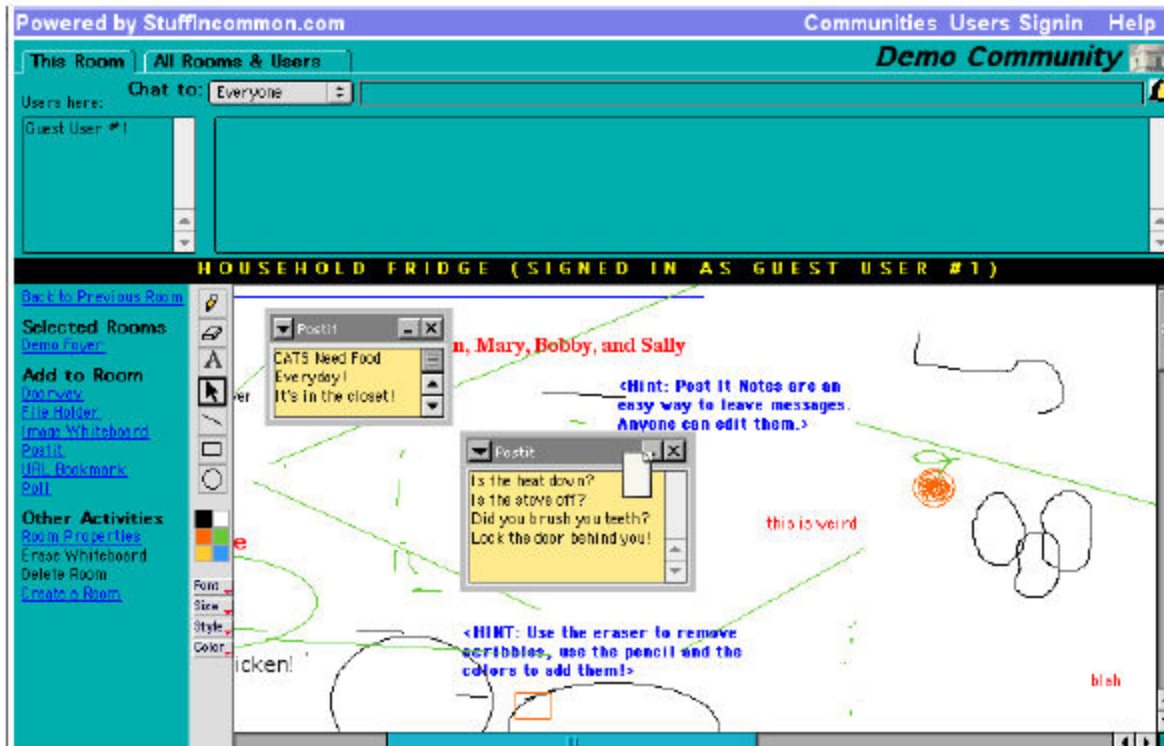 Powered by StuffIncommon.com
Communities Users Signin Help
This Room
All Rooms & Users
Demo Community
Users here:
Chat to:
Everyone
Guest User #1
HOUSEHOLD FRIDGE (SIGNED IN AS GUEST USER #1)
Back to Previous Room
Selected Rooms
Demo Foyer
Add to Room
Doorway
File Holder
Image Whiteboard
Postit
URL Bookmark
Poll
Other Activities
Room Properties
Erase Whiteboard
Delete Room
Create a Room
A
Font
Size
Style
Color
Postit
CATS Need Food
Everyday!
It's in the closet!
n, Mary, Bobby, and Sally
<Hint: Post It Notes are an
easy way to leave messages.
Anyone can edit them.>
ver
Postit
Is the heat down?
Is the stove off?
Did you brush you teeth?
Lock the door behind you!
this is weird
e
<HINT: Use the eraser to remove
scribbles, use the pencil and the
colors to add them!>
icken!
blah